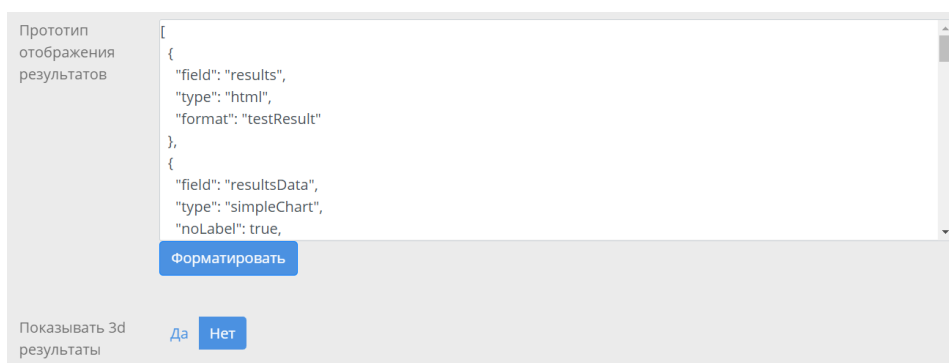 Прототип
отображения
результатов
[
{
"field": "results",
"type": "html",
"format": "testResult"
},
{
"field": "resultsData",
"type": "simpleChart",
"noLabel": true,
Форматировать
Показывать 3d
результаты
Да Нет